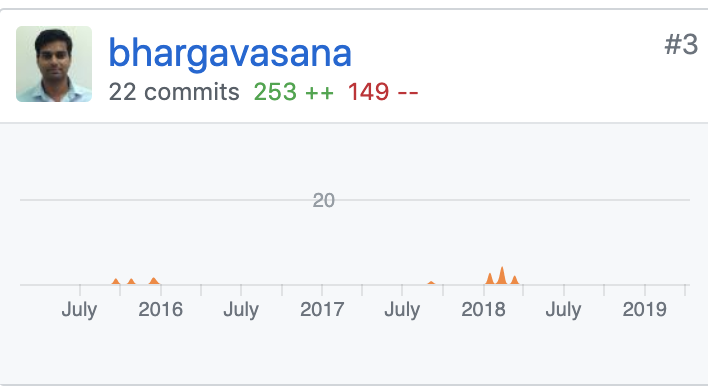 bhargavasana
#3
22 commits 253 ++ 149 --
20
July 2016 July 2017 July 2018 July 2019